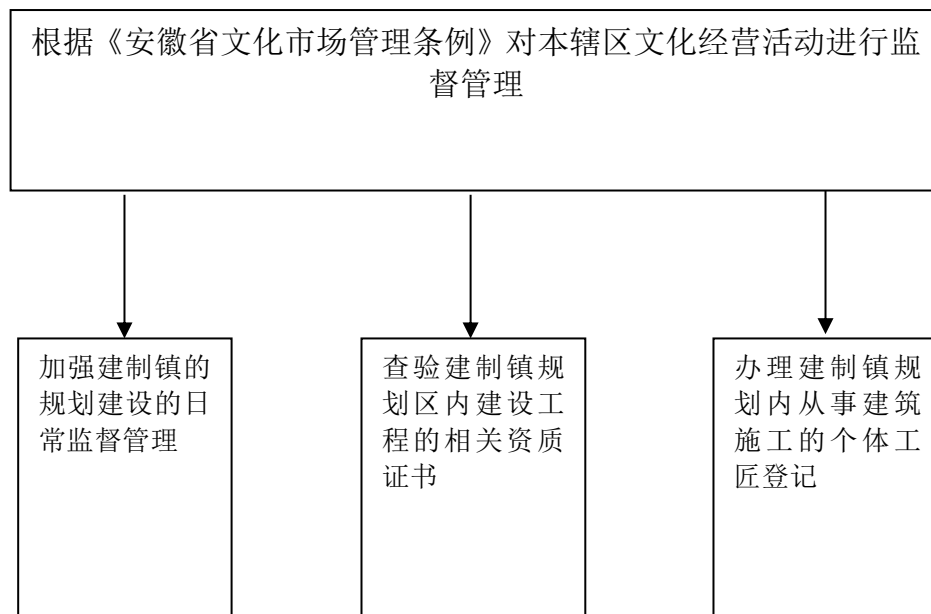 根据《安徽省文化市场管理条例》对本辖区文化经营活动进行监
督管理
加强建制镇的
规划建设的日
常监督管理
查验建制镇规
划区内建设工
程的相关资质
证书
办理建制镇规
划内从事建筑
施工的个体工
匠登记